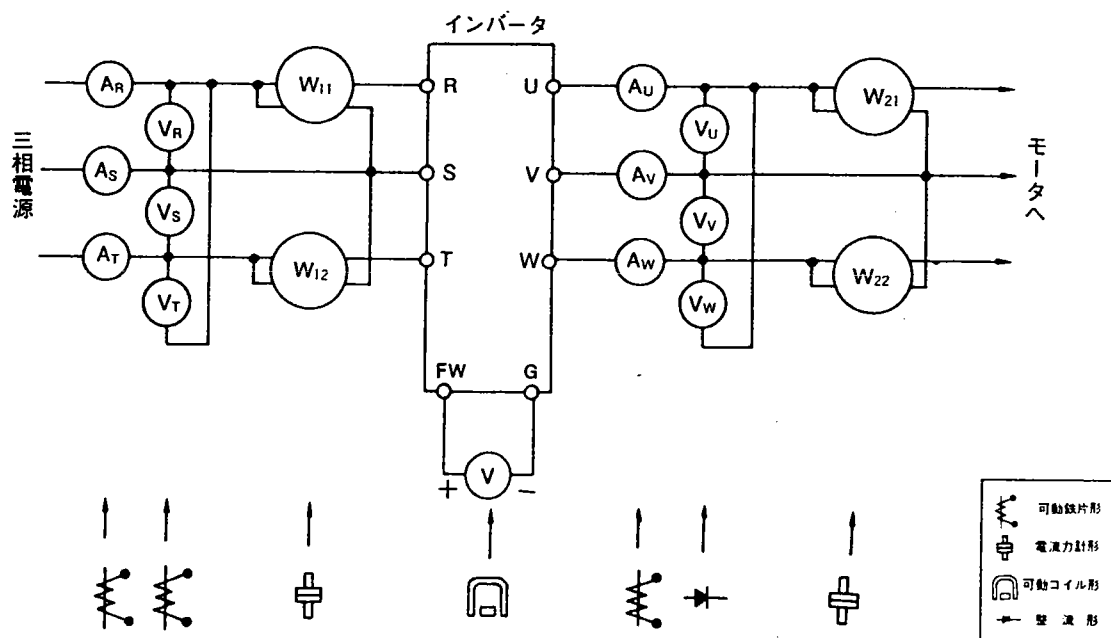 インバータ
三相電源
AR
VR
W11
R
AS
VS
S
AT
VT
W12
T
U
AU
VU
W21
V
AV
VV
W
AW
VW
W22
モータへ
FW
G
+
V
−
可動鉄片形
電流力計形
可動コイル形
整流形